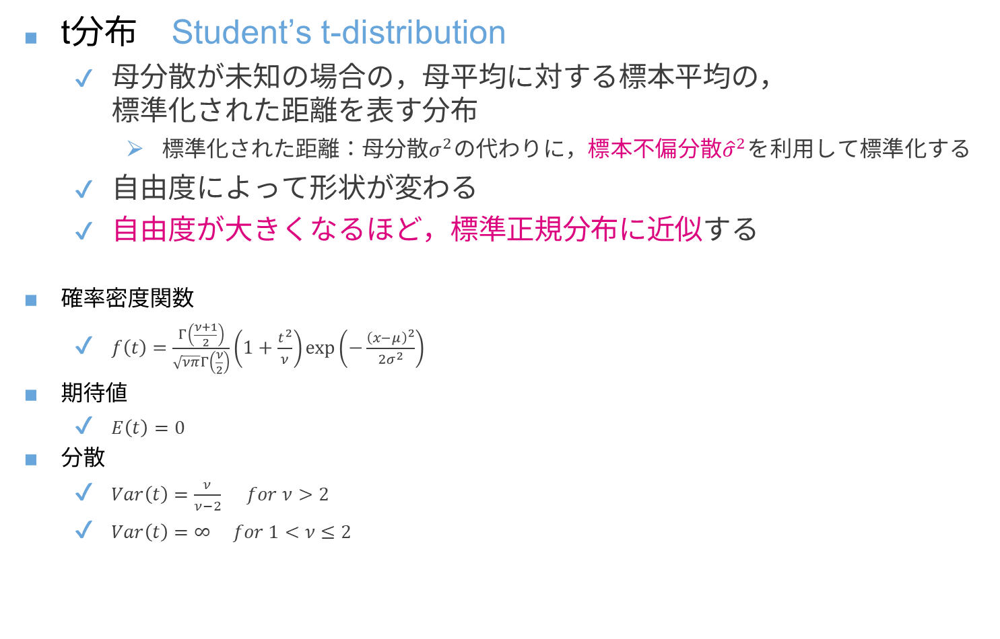 ■ t分布 Student’s t-distribution
✓ 母分散が未知の場合の，母平均に対する標本平均の，
標準化された距離を表す分布
➢ 標準化された距離：母分散σ²の代わりに，標本不偏分散σ̂²を利用して標準化する
✓ 自由度によって形状が変わる
✓ 自由度が大きくなるほど，標準正規分布に近似する
■ 確率密度関数
✓ f(t) = Γ((ν+1)/2) / (√(νπ) Γ(ν/2)) (1 + t²/ν) exp(−(x−μ)²/(2σ²))
■ 期待値
✓ E(t) = 0
■ 分散
✓ Var(t) = ν/(ν−2) for ν > 2
✓ Var(t) = ∞ for 1 < ν ≤ 2